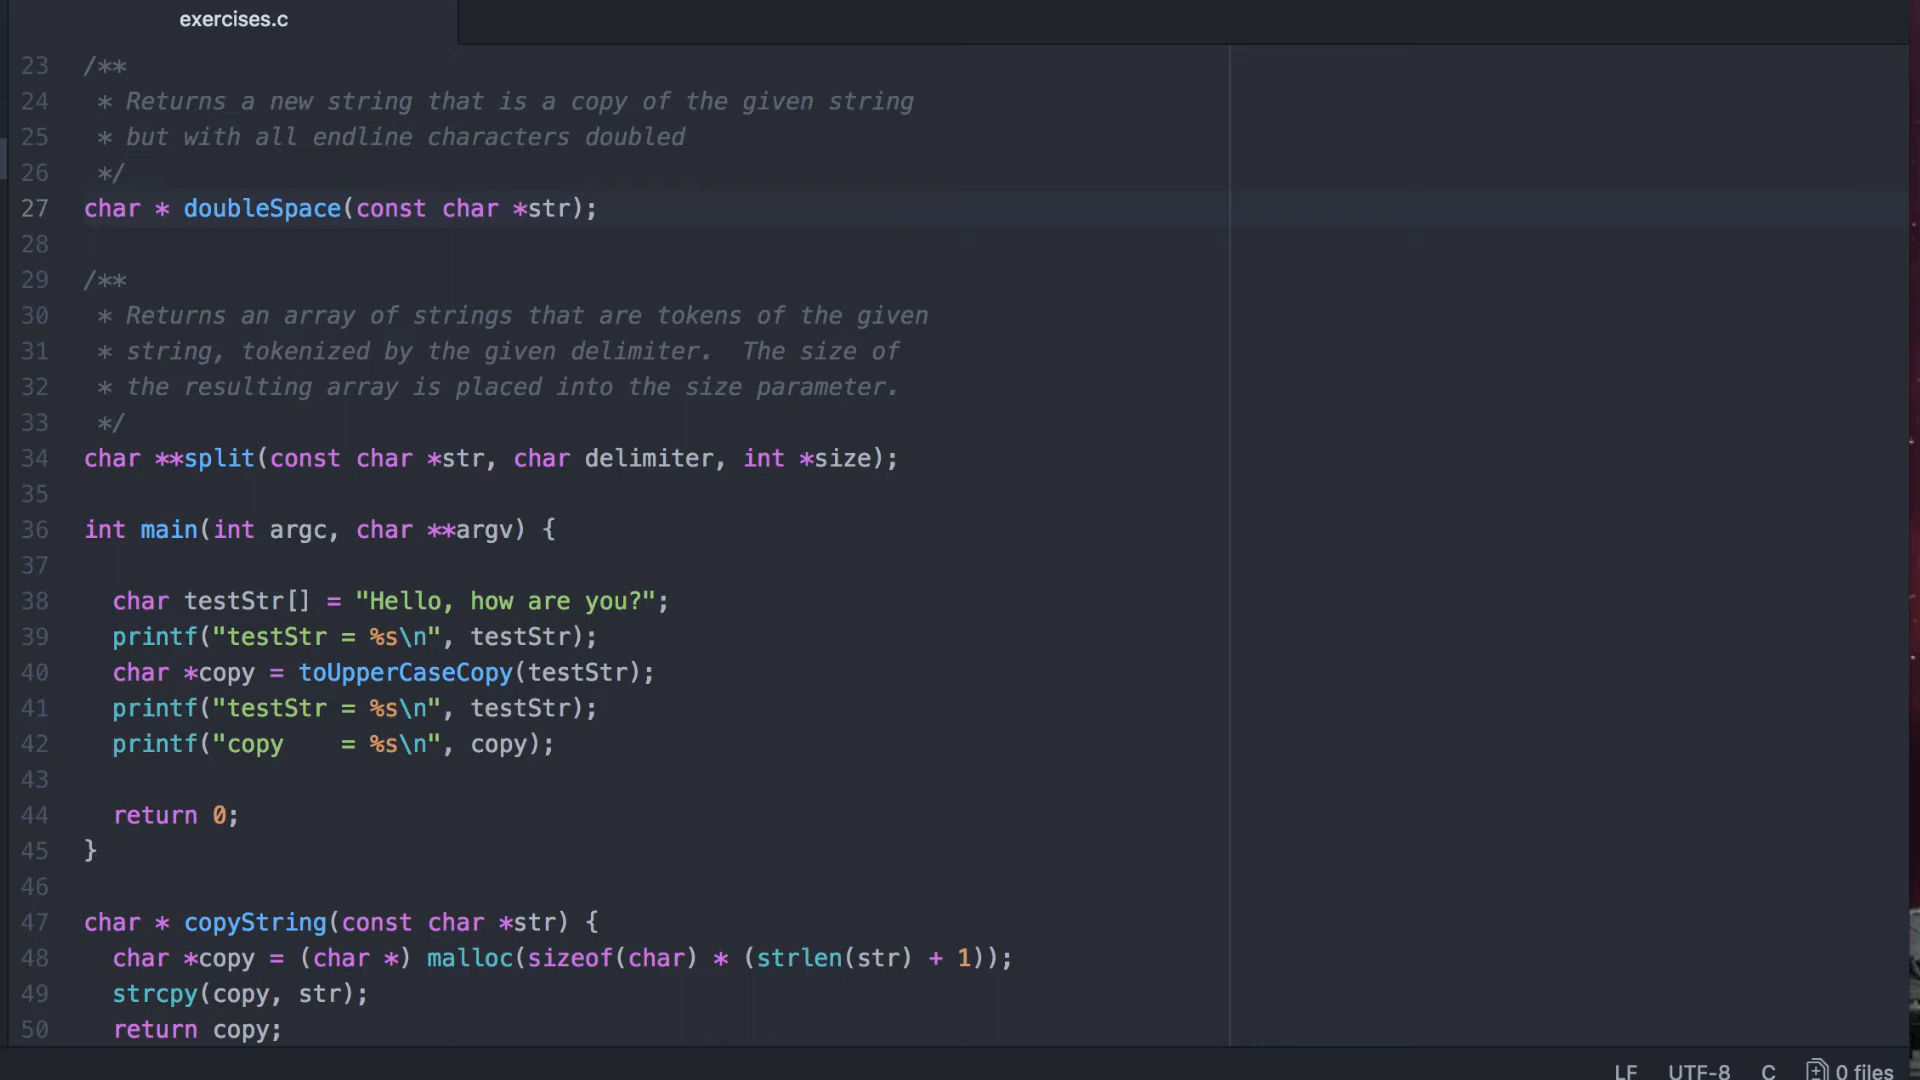 exercises.c
23 /**
24  * Returns a new string that is a copy of the given string
25  * but with all endline characters doubled
26  */
27 char * doubleSpace(const char *str);
28
29 /**
30  * Returns an array of strings that are tokens of the given
31  * string, tokenized by the given delimiter.  The size of
32  * the resulting array is placed into the size parameter.
33  */
34 char **split(const char *str, char delimiter, int *size);
35
36 int main(int argc, char **argv) {
37
38   char testStr[] = "Hello, how are you?";
39   printf("testStr = %s\n", testStr);
40   char *copy = toUpperCaseCopy(testStr);
41   printf("testStr = %s\n", testStr);
42   printf("copy    = %s\n", copy);
43
44   return 0;
45 }
46
47 char * copyString(const char *str) {
48   char *copy = (char *) malloc(sizeof(char) * (strlen(str) + 1));
49   strcpy(copy, str);
50   return copy;
LF UTF-8 C 0 files